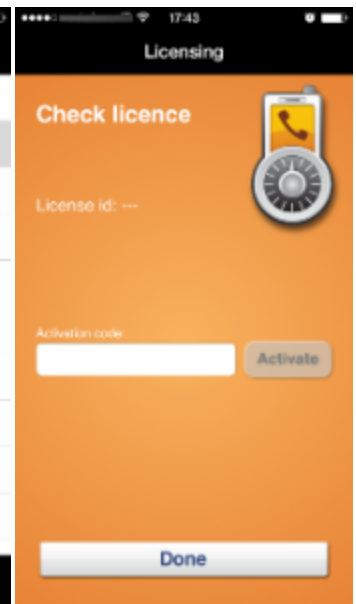 17:43
Licensing
Check licence
License id: ---
Activation code:
Activate
Done